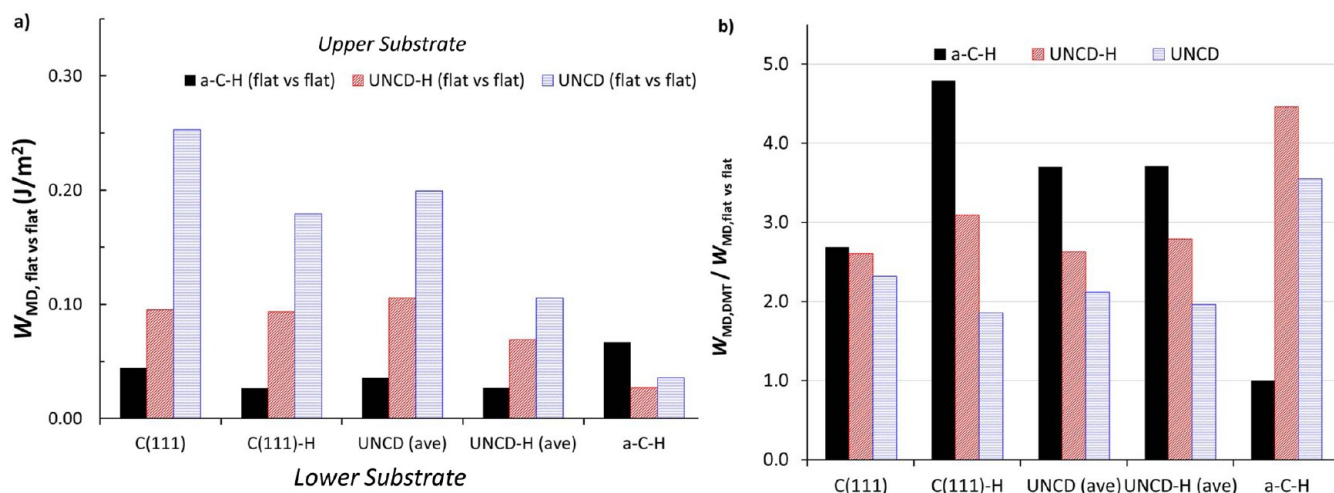 a)
Upper Substrate
a-C-H (flat vs flat) UNCD-H (flat vs flat) UNCD (flat vs flat)
W_MD, flat vs flat (J/m²)
0.30
0.20
0.10
0.00
C(111) C(111)-H UNCD (ave) UNCD-H (ave) a-C-H
Lower Substrate
b)
a-C-H UNCD-H UNCD
W_MD,DMT / W_MD,flat vs flat
5.0
4.0
3.0
2.0
1.0
0.0
C(111) C(111)-H UNCD (ave) UNCD-H (ave) a-C-H